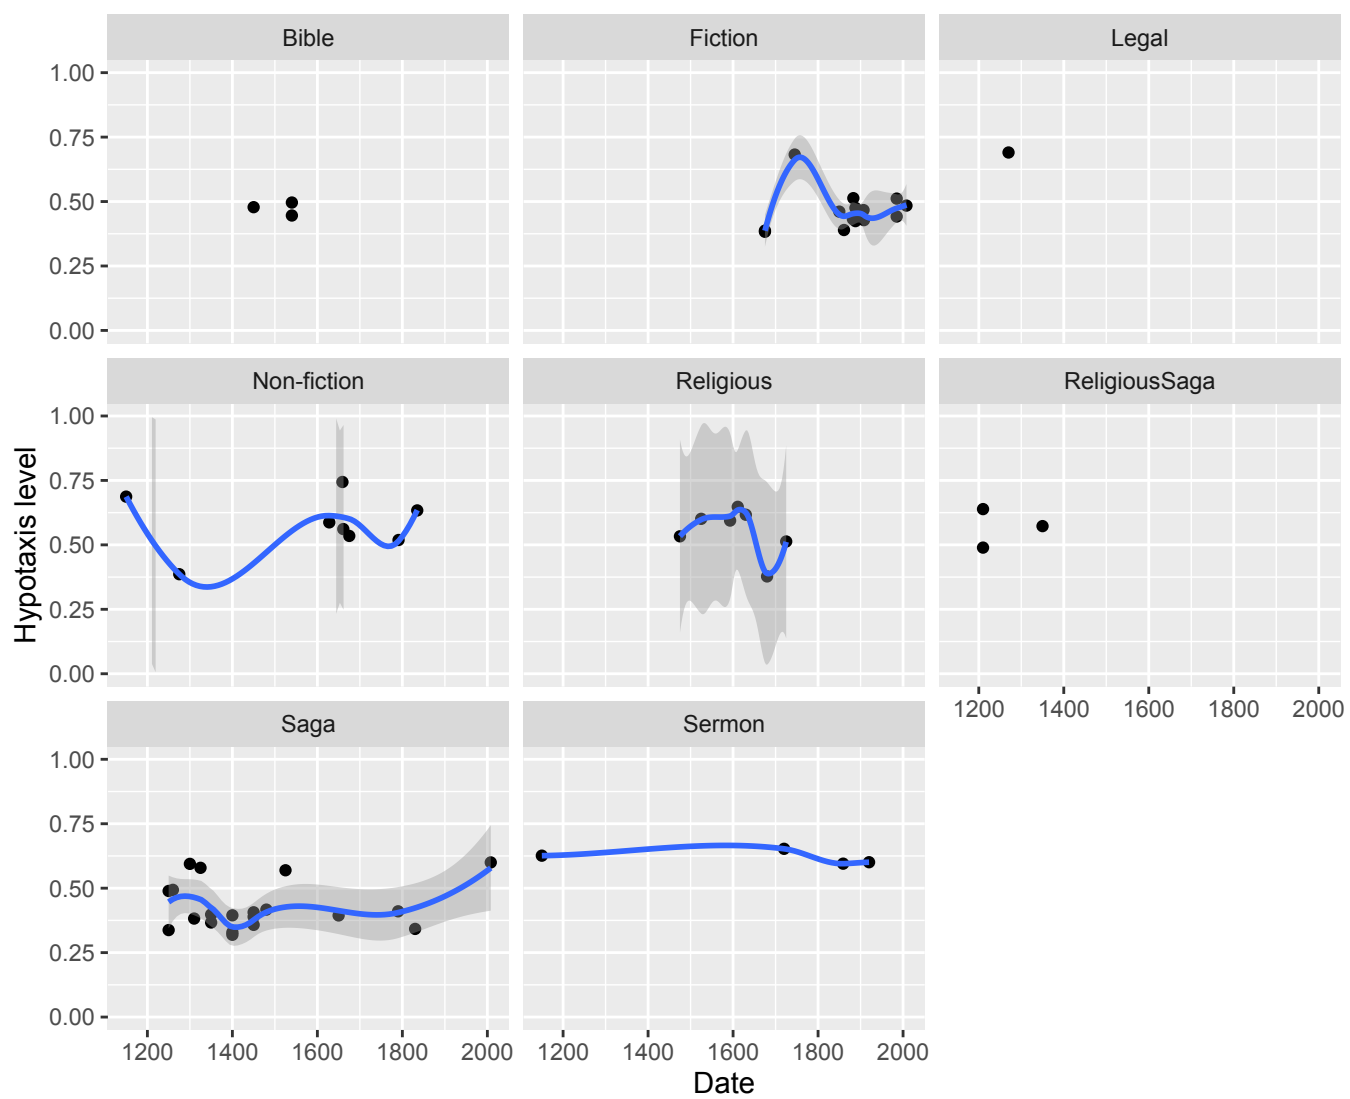 Bible Fiction Legal
1.00
0.75
0.50
0.25
0.00
Non-fiction Religious ReligiousSaga
1.00
0.75
0.50
0.25
0.00
1200 1400 1600 1800 2000
Saga Sermon
1.00
0.75
0.50
0.25
0.00
1200 1400 1600 1800 2000 1200 1400 1600 1800 2000
Date
Hypotaxis level